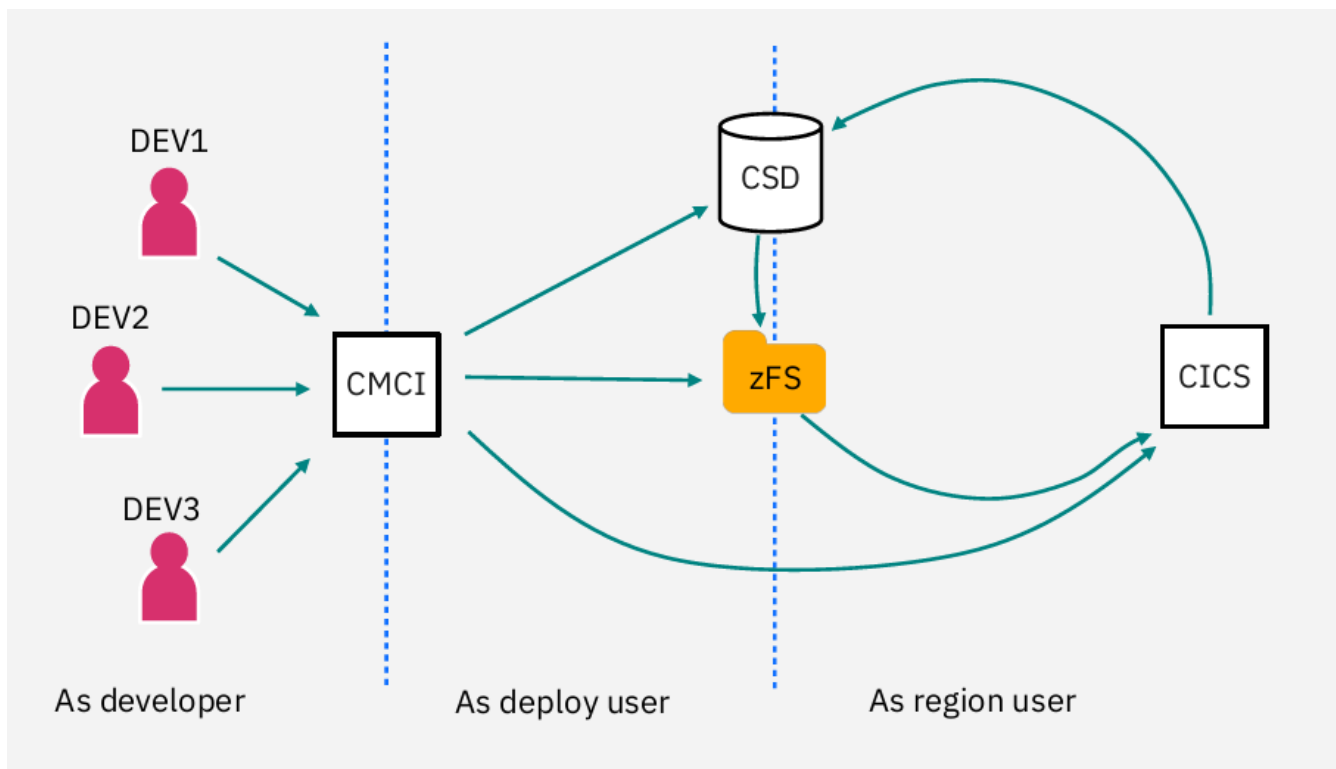 DEV1
CSD
DEV2
CMCI
zFS
CICS
DEV3
As developer
As deploy user
As region user